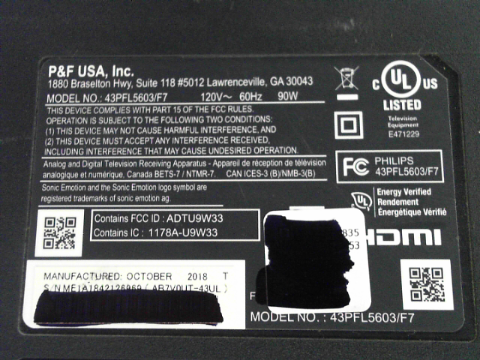 P&F USA, Inc.
1880 Braselton Hwy, Suite 118 #5012 Lawrenceville, GA 30043
MODEL NO.: 43PFL5603/F7 120V~ 60Hz 90W
THIS DEVICE COMPLIES WITH PART 15 OF THE FCC RULES.
OPERATION IS SUBJECT TO THE FOLLOWING TWO CONDITIONS:
(1) THIS DEVICE MAY NOT CAUSE HARMFUL INTERFERENCE, AND
(2) THIS DEVICE MUST ACCEPT ANY INTERFERENCE RECEIVED,
INCLUDING INTERFERENCE THAT MAY CAUSE UNDESIRED OPERATION.
Analog and Digital Television Receiving Apparatus - Appareil de réception de télévision
analogique et numérique, Canada BETS-7 / NTMR-7. CAN ICES-3 (B)/NMB-3(B)
Sonic Emotion and the Sonic Emotion logo symbol are
registered trademarks of sonic emotion ag.
Contains FCC ID : ADTU9W33
Contains IC : 1178A-U9W33
MANUFACTURED: OCTOBER 2018 T
C UL US
LISTED
Television
Equipment
E471229
FC PHILIPS
43PFL5603/F7
UL
Energy Verified
Rendement
Énergétique Vérifié
835
53
HDMI
MODEL NO.: 43PFL5603/F7